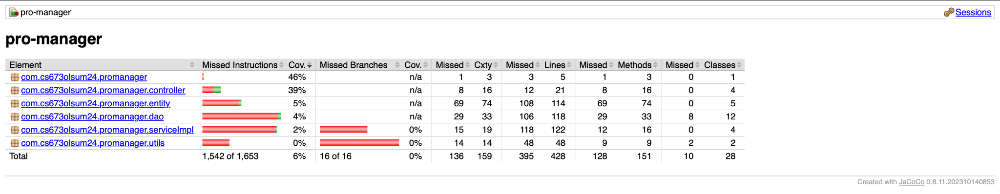 pro-manager Sessions
pro-manager
Element Missed Instructions Cov. Missed Branches Cov. Missed Cxty Missed Lines Missed Methods Missed Classes
com.cs673olsum24.promanager 46% n/a 1 3 3 5 1 3 0 1
com.cs673olsum24.promanager.controller 39% n/a 8 16 12 21 8 16 0 4
com.cs673olsum24.promanager.entity 5% n/a 69 74 108 114 69 74 0 5
com.cs673olsum24.promanager.dao 4% n/a 29 33 106 118 29 33 8 12
com.cs673olsum24.promanager.serviceImpl 2% 0% 15 19 118 122 12 16 0 4
com.cs673olsum24.promanager.utils 0% 0% 14 14 48 48 9 9 2 2
Total 1,542 of 1,653 6% 16 of 16 0% 136 159 395 428 128 151 10 28
Created with JaCoCo 0.8.11.202310140853